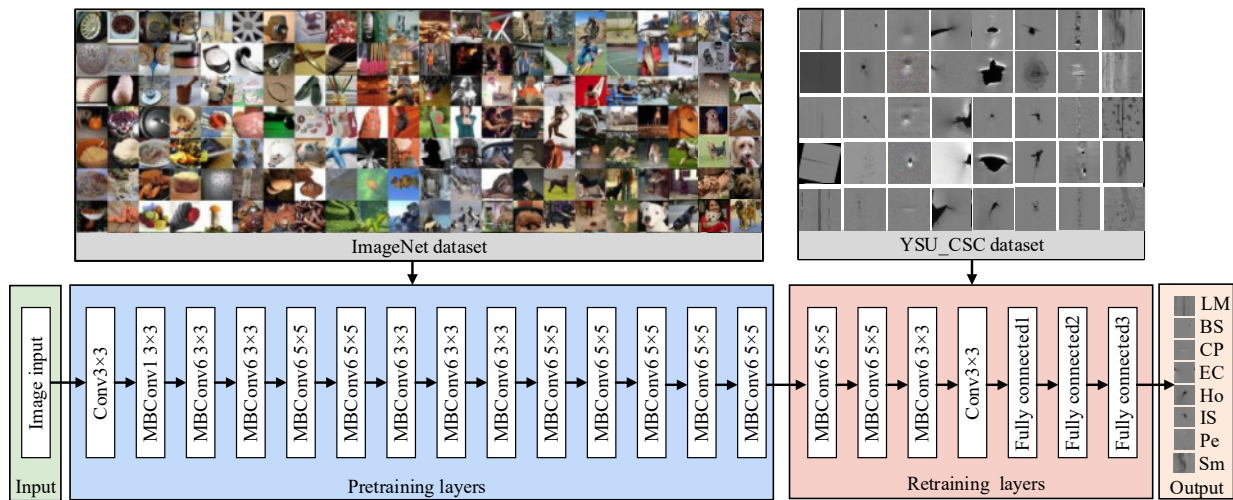 ImageNet dataset
YSU_CSC dataset
Image input
Input
Conv3×3
MBConv1 3×3
MBConv6 3×3
MBConv6 3×3
MBConv6 5×5
MBConv6 5×5
MBConv6 3×3
MBConv6 3×3
MBConv6 3×3
MBConv6 5×5
MBConv6 5×5
MBConv6 5×5
MBConv6 5×5
MBConv6 5×5
Pretraining layers
MBConv6 5×5
MBConv6 5×5
MBConv6 3×3
Conv3×3
Fully connected1
Fully connected2
Fully connected3
Retraining layers
LM
BS
CP
EC
Ho
IS
Pe
Sm
Output